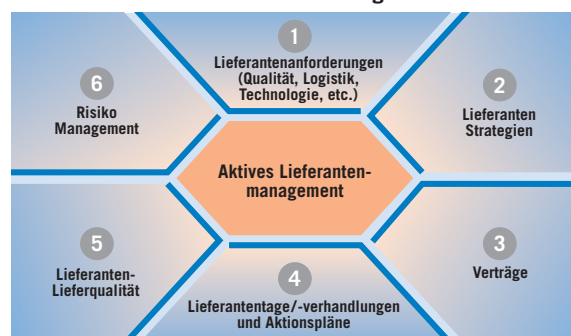 1
Lieferantenanforderungen
(Qualität, Logistik,
Technologie, etc.)
2
Lieferanten
Strategien
3
Verträge
4
Lieferantentage/-verhandlungen
und Aktionspläne
5
Lieferanten-
Lieferqualität
6
Risiko
Management
Aktives Lieferanten-
management